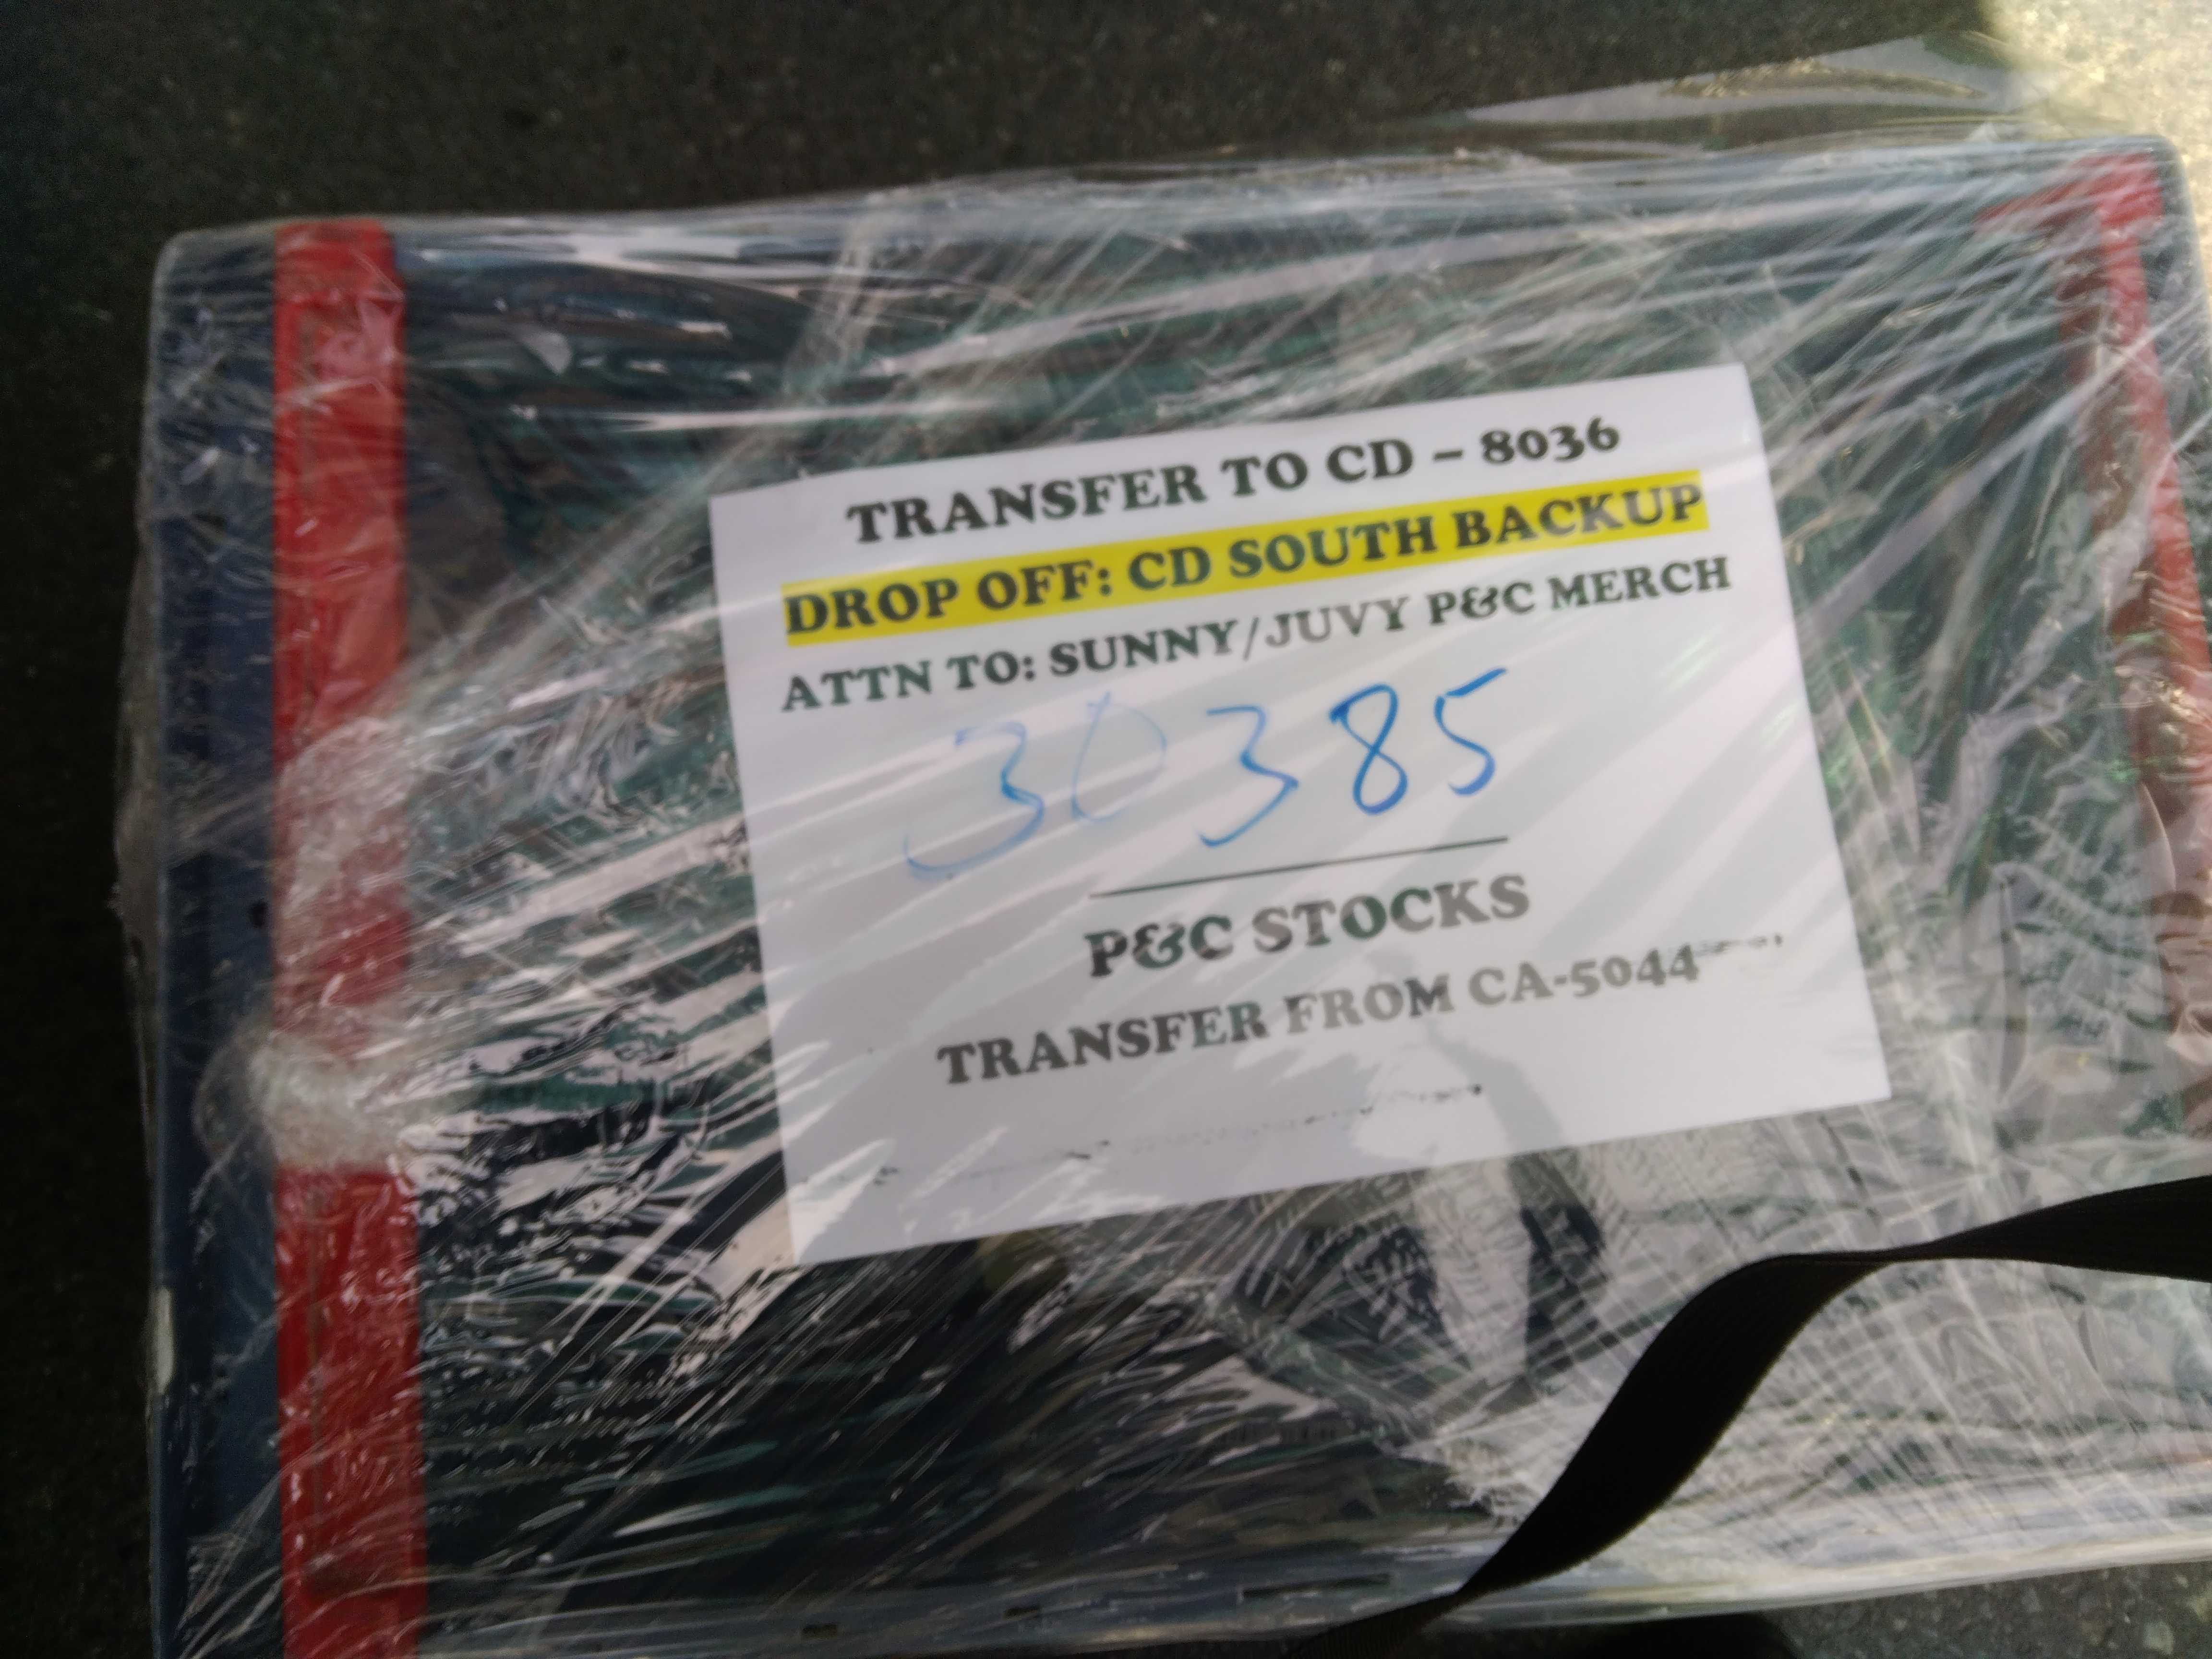 TRANSFER TO CD – 8036
DROP OFF: CD SOUTH BACKUP
ATTN TO: SUNNY/JUVY P&C MERCH
30385
P&C STOCKS
TRANSFER FROM CA-5044